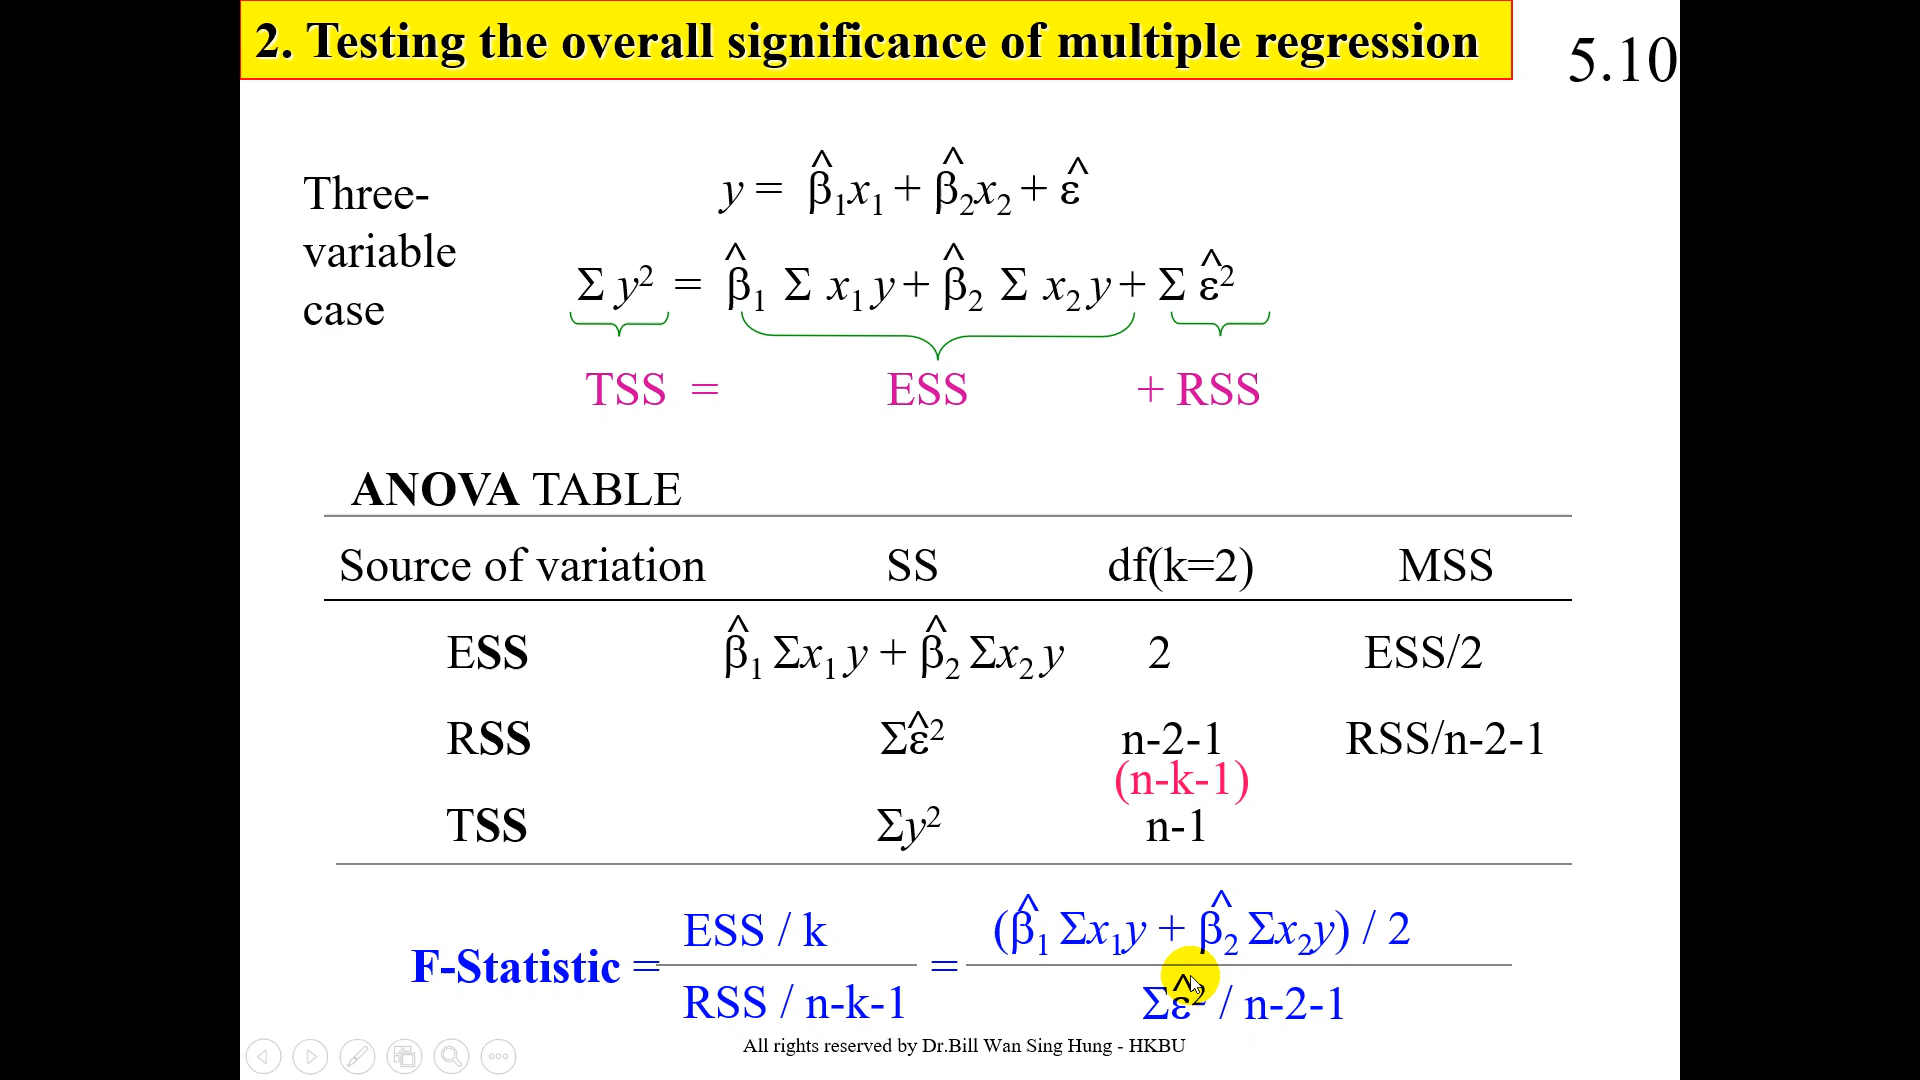 2. Testing the overall significance of multiple regression
5.10
Three-
variable
case
y = β̂₁x₁ + β̂₂x₂ + ε̂
Σ y² = β̂₁ Σ x₁y + β̂₂ Σ x₂y + Σ ε̂²
TSS = ESS + RSS
ANOVA TABLE
Source of variation SS df(k=2) MSS
ESS β̂₁ Σx₁y + β̂₂ Σx₂y 2 ESS/2
RSS Σε̂² n-2-1 RSS/n-2-1
(n-k-1)
TSS Σy² n-1
ESS / k (β̂₁ Σx₁y + β̂₂ Σx₂y) / 2
F-Statistic = =
RSS / n-k-1 Σε̂² / n-2-1
All rights reserved by Dr.Bill Wan Sing Hung - HKBU